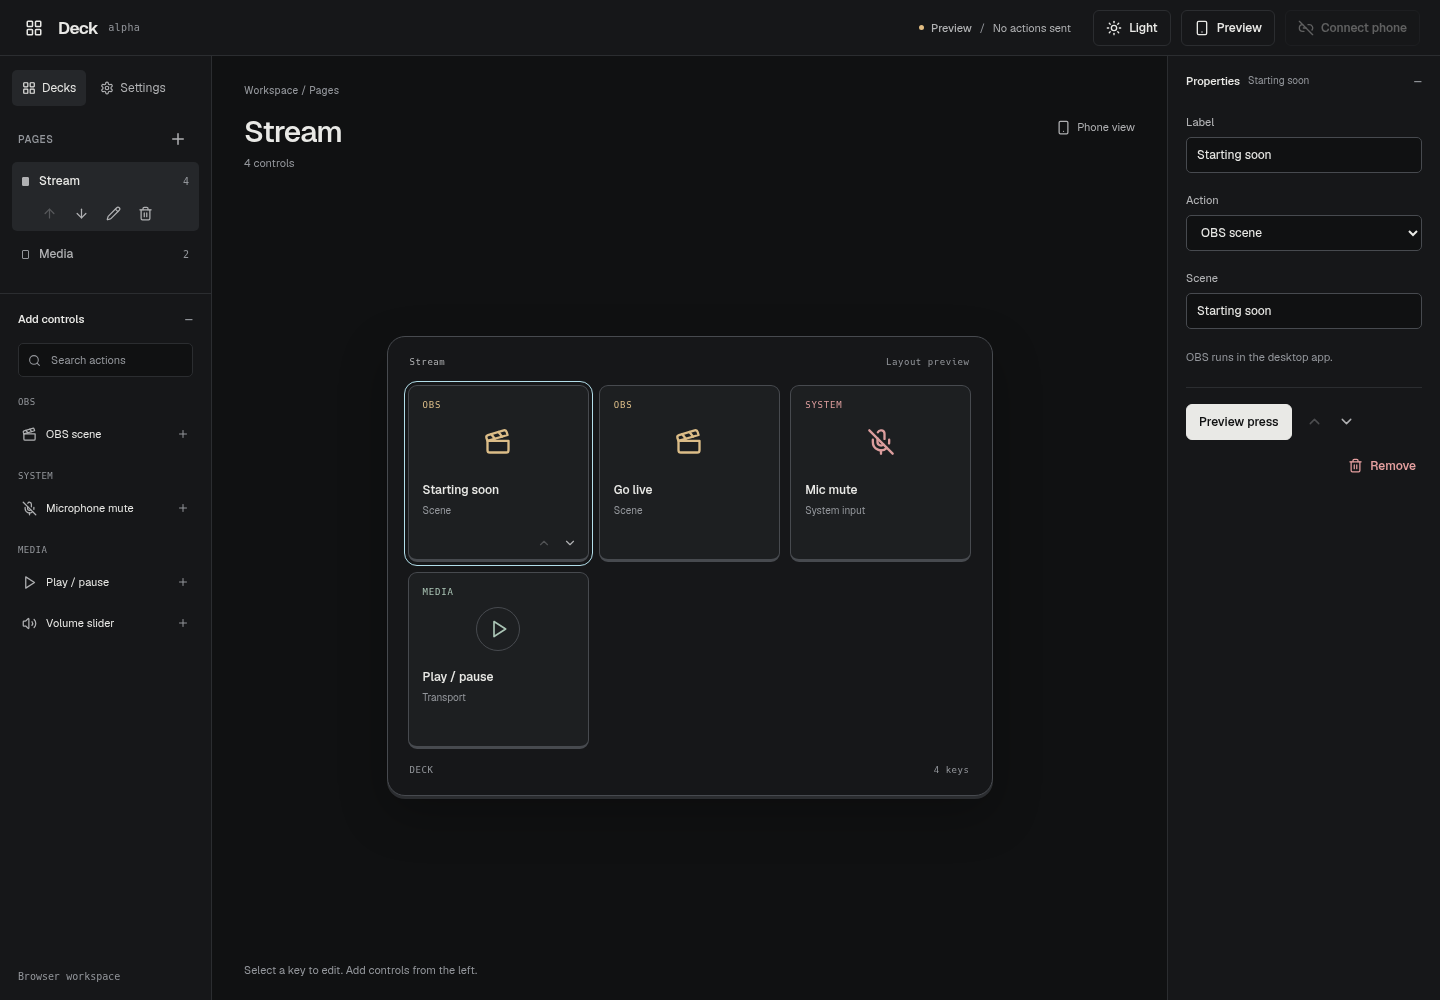 Deck alpha
Preview / No actions sent
Light
Preview
Connect phone
Decks
Settings
PAGES
Stream 4
Media 2
Add controls
Search actions
OBS
OBS scene
SYSTEM
Microphone mute
MEDIA
Play / pause
Volume slider
Browser workspace
Workspace / Pages
Stream
4 controls
Phone view
Stream
Layout preview
OBS
Starting soon
Scene
OBS
Go live
Scene
SYSTEM
Mic mute
System input
MEDIA
Play / pause
Transport
DECK
4 keys
Select a key to edit. Add controls from the left.
Properties Starting soon
Label
Starting soon
Action
OBS scene
Scene
Starting soon
OBS runs in the desktop app.
Preview press
Remove